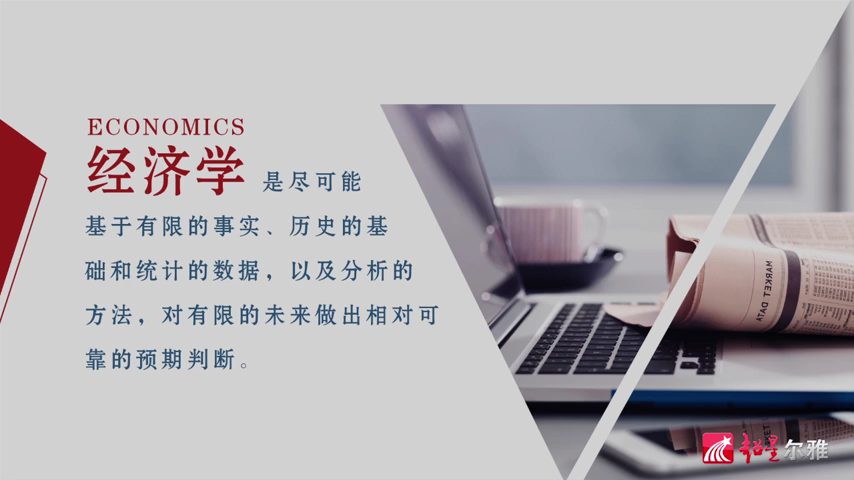 ECONOMICS
经济学 是尽可能
基于有限的事实、历史的基
础和统计的数据，以及分析的
方法，对有限的未来做出相对可
靠的预期判断。
MARKET DATA
超星尔雅